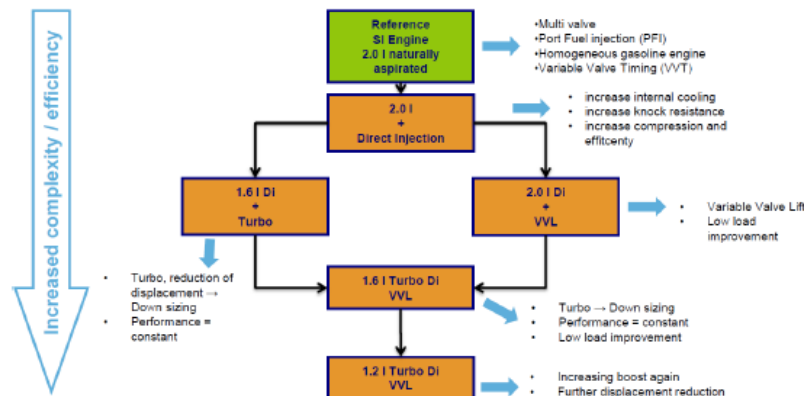 Reference
SI Engine
2.0 l naturally
aspirated
•Multi valve
•Port Fuel injection (PFI)
•Homogeneous gasoline engine
•Variable Valve Timing (VVT)
2.0 l
+
Direct Injection
• increase internal cooling
• increase knock resistance
• increase compression and
effitcenty
Increased complexity / efficiency
1.6 l Di
+
Turbo
2.0 l Di
+
VVL
• Variable Valve Lift
• Low load
improvement
• Turbo, reduction of
displacement →
Down sizing
• Performance =
constant
1.6 l Turbo Di
VVL
• Turbo → Down sizing
• Performance = constant
• Low load improvement
1.2 l Turbo Di
VVL
• Increasing boost again
• Further displacement reduction